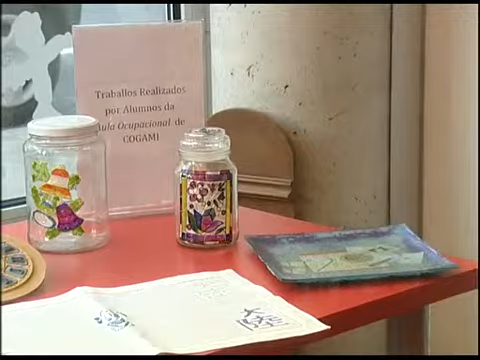 Traballos Realizados
por Alumnos da
Aula Ocupacional de
COGAMI